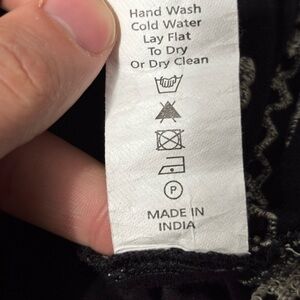 Hand Wash
Cold Water
Lay Flat
To Dry
Or Dry Clean
P
MADE IN
INDIA